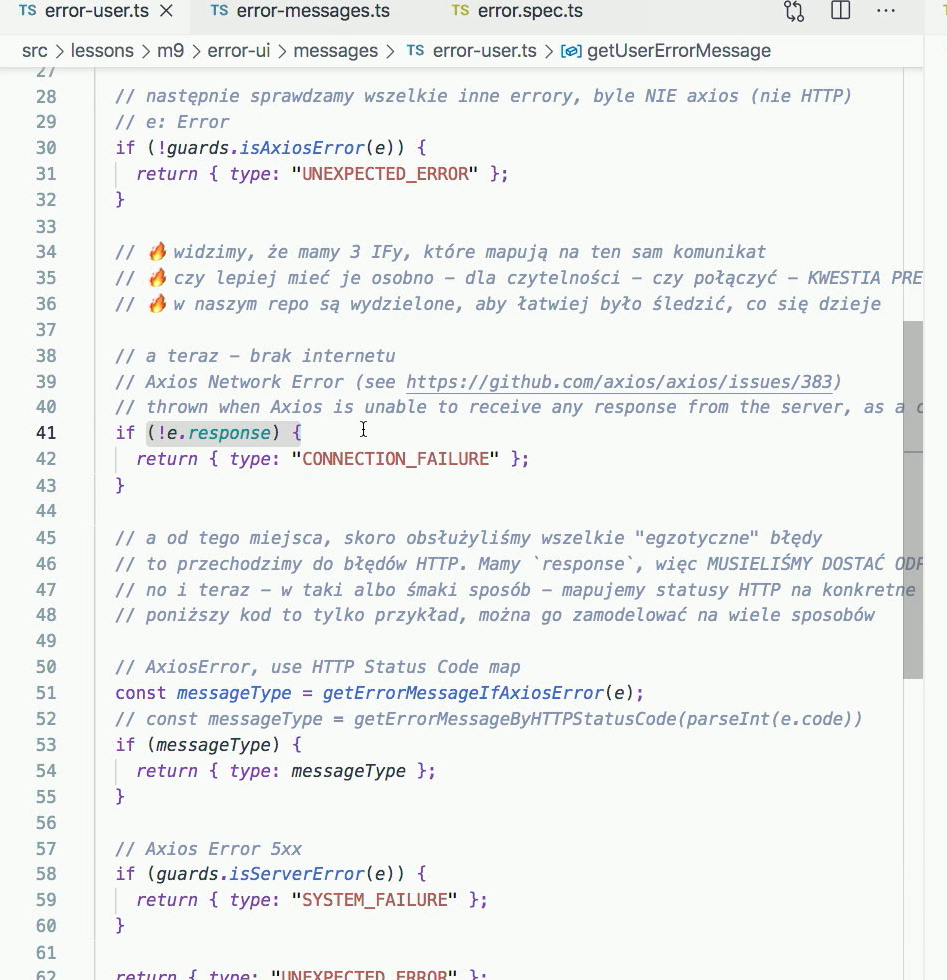 TS error-user.ts × TS error-messages.ts TS error.spec.ts ...
src > lessons > m9 > error-ui > messages > TS error-user.ts > getUserErrorMessage
27
28 // następnie sprawdzamy wszelkie inne errory, byle NIE axios (nie HTTP)
29 // e: Error
30 if (!guards.isAxiosError(e)) {
31 return { type: "UNEXPECTED_ERROR" };
32 }
33
34 // 🔥 widzimy, że mamy 3 IFy, które mapują na ten sam komunikat
35 // 🔥 czy lepiej mieć je osobno – dla czytelności – czy połączyć – KWESTIA PRE
36 // 🔥 w naszym repo są wydzielone, aby łatwiej było śledzić, co się dzieje
37
38 // a teraz – brak internetu
39 // Axios Network Error (see https://github.com/axios/axios/issues/383)
40 // thrown when Axios is unable to receive any response from the server, as a c
41 if (!e.response) {
42 return { type: "CONNECTION_FAILURE" };
43 }
44
45 // a od tego miejsca, skoro obsłużyliśmy wszelkie "egzotyczne" błędy
46 // to przechodzimy do błędów HTTP. Mamy `response`, więc MUSIELIŚMY DOSTAĆ
47 // no i teraz – w taki albo śmaki sposób – mapujemy statusy HTTP na konkretne
48 // poniższy kod to tylko przykład, można go zamodelować na wiele sposobów
49
50 // AxiosError, use HTTP Status Code map
51 const messageType = getErrorMessageIfAxiosError(e);
52 // const messageType = getErrorMessageByHTTPStatusCode(parseInt(e.code))
53 if (messageType) {
54 return { type: messageType };
55 }
56
57 // Axios Error 5xx
58 if (guards.isServerError(e)) {
59 return { type: "SYSTEM_FAILURE" };
60 }
61
62 return { type: "UNEXPECTED_ERROR" };